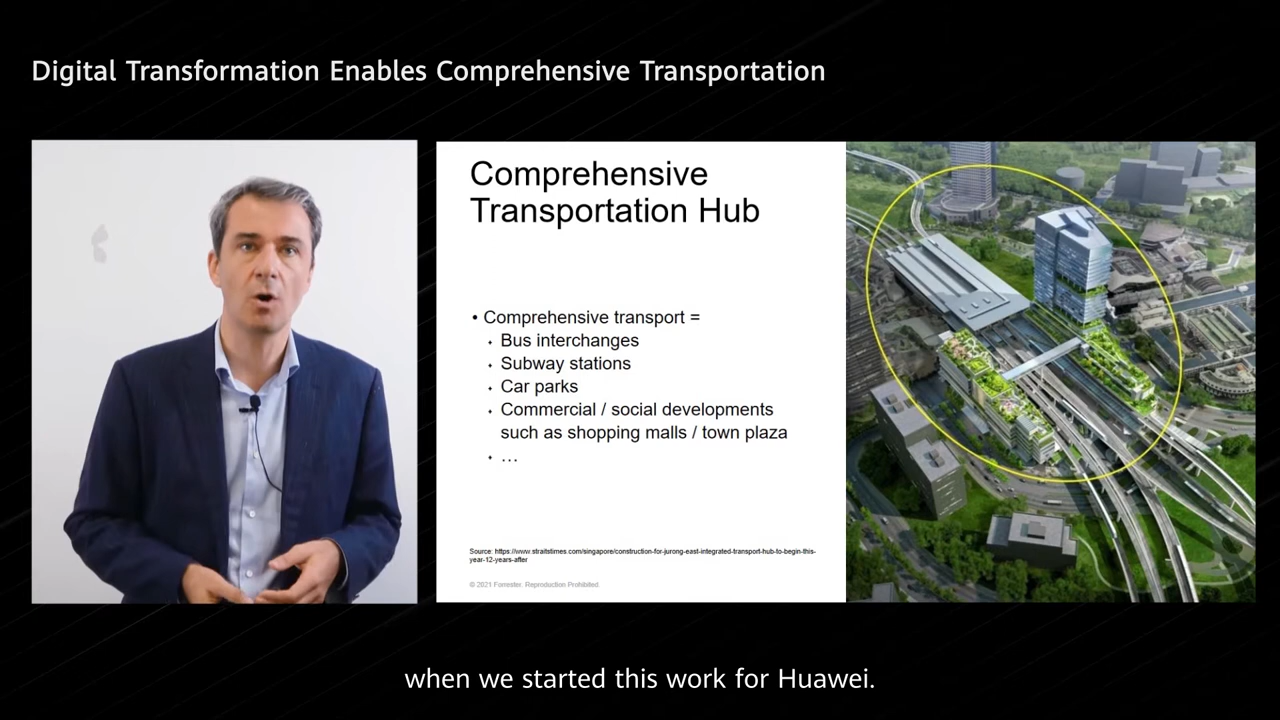 Digital Transformation Enables Comprehensive Transportation
Comprehensive
Transportation Hub
• Comprehensive transport =
Bus interchanges
Subway stations
Car parks
Commercial / social developments
such as shopping malls / town plaza
…
Source: https://www.straitstimes.com/singapore/construction-for-jurong-east-integrated-transport-hub-to-begin-this-
year-12-years-after
© 2021 Forrester. Reproduction Prohibited.
when we started this work for Huawei.